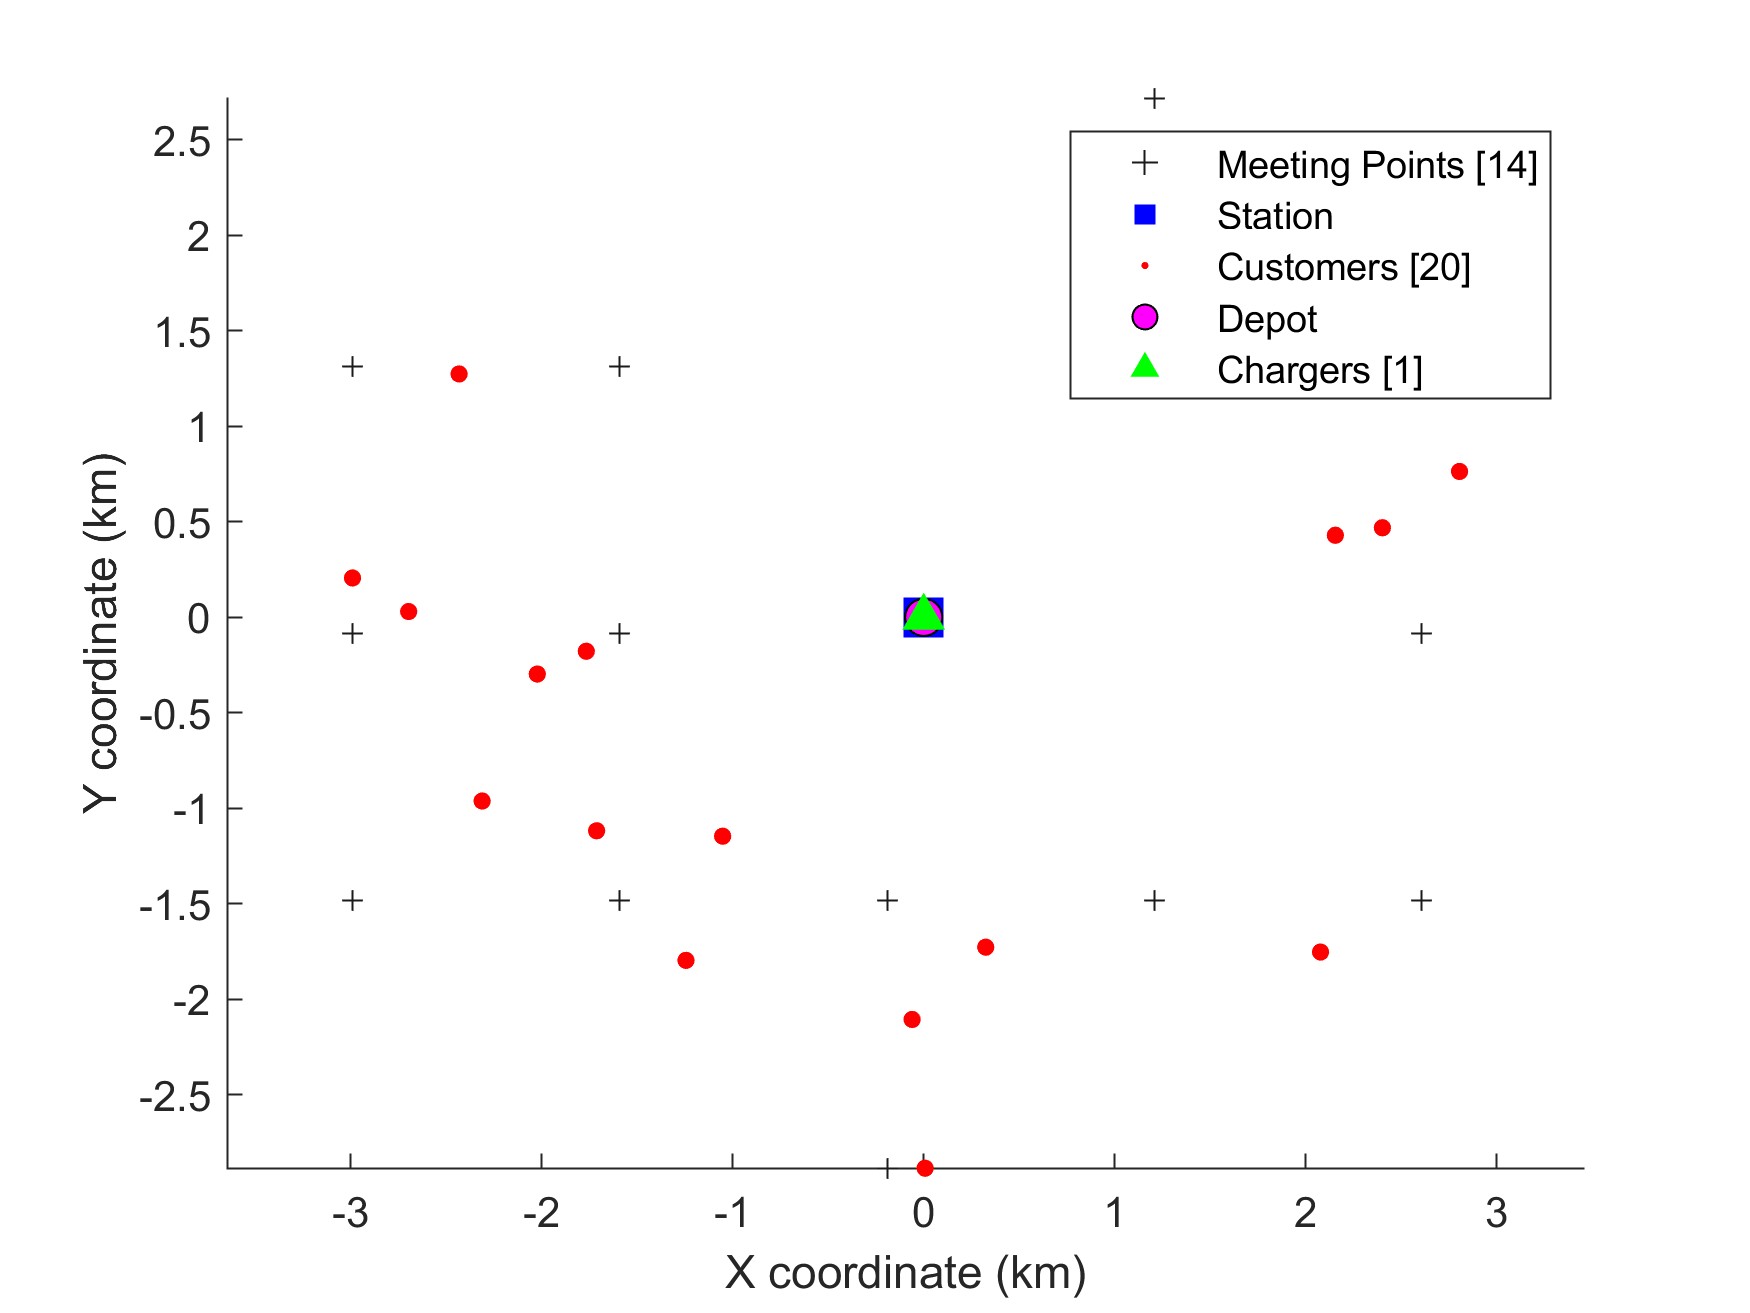 2.5
2
1.5
1
0.5
0
-0.5
-1
-1.5
-2
-2.5
Y coordinate (km)
Meeting Points [14]
Station
Customers [20]
Depot
Chargers [1]
-3 -2 -1 0 1 2 3
X coordinate (km)